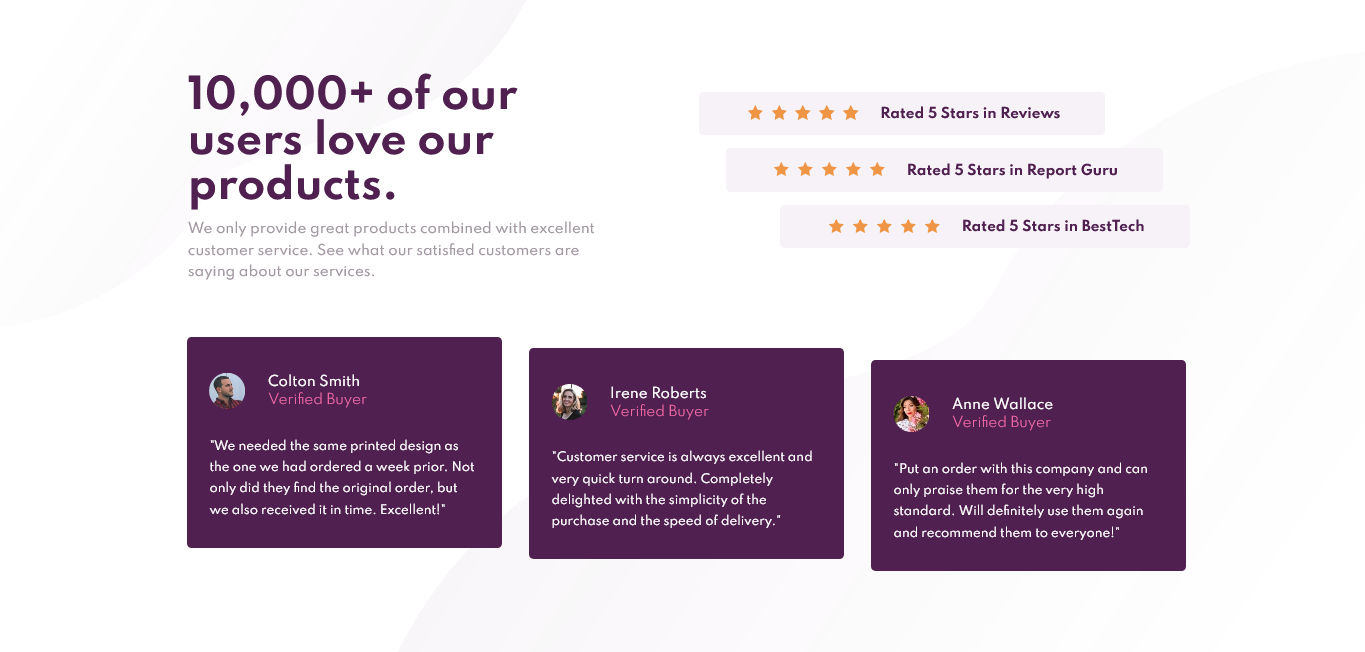 10,000+ of our
users love our
products.
We only provide great products combined with excellent
customer service. See what our satisfied customers are
saying about our services.
Rated 5 Stars in Reviews
Rated 5 Stars in Report Guru
Rated 5 Stars in BestTech
Colton Smith
Verified Buyer
"We needed the same printed design as
the one we had ordered a week prior. Not
only did they find the original order, but
we also received it in time. Excellent!"
Irene Roberts
Verified Buyer
"Customer service is always excellent and
very quick turn around. Completely
delighted with the simplicity of the
purchase and the speed of delivery."
Anne Wallace
Verified Buyer
"Put an order with this company and can
only praise them for the very high
standard. Will definitely use them again
and recommend them to everyone!"